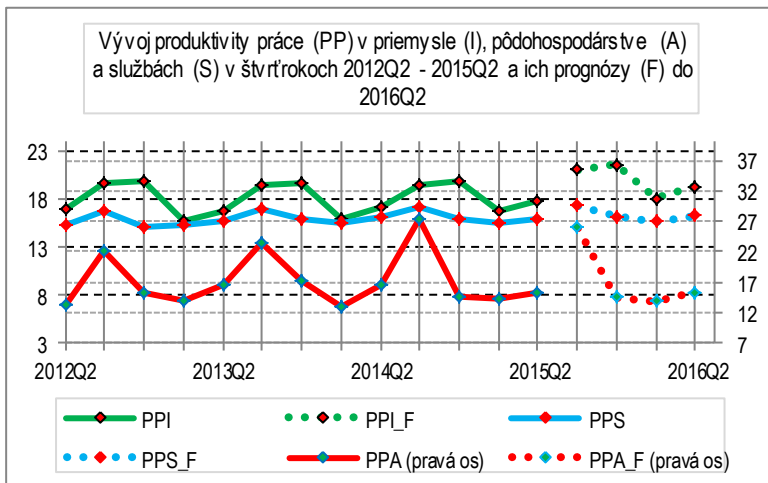 Vývoj produktivity práce (PP) v priemysle (I), pôdohospodárstve (A)
a službách (S) v štvrťrokoch 2012Q2 - 2015Q2 a ich prognózy (F) do
2016Q2
23
18
13
8
3
37
32
27
22
17
12
7
2012Q2
2013Q2
2014Q2
2015Q2
2016Q2
PPI
PPI_F
PPS
PPS_F
PPA (pravá os)
PPA_F (pravá os)